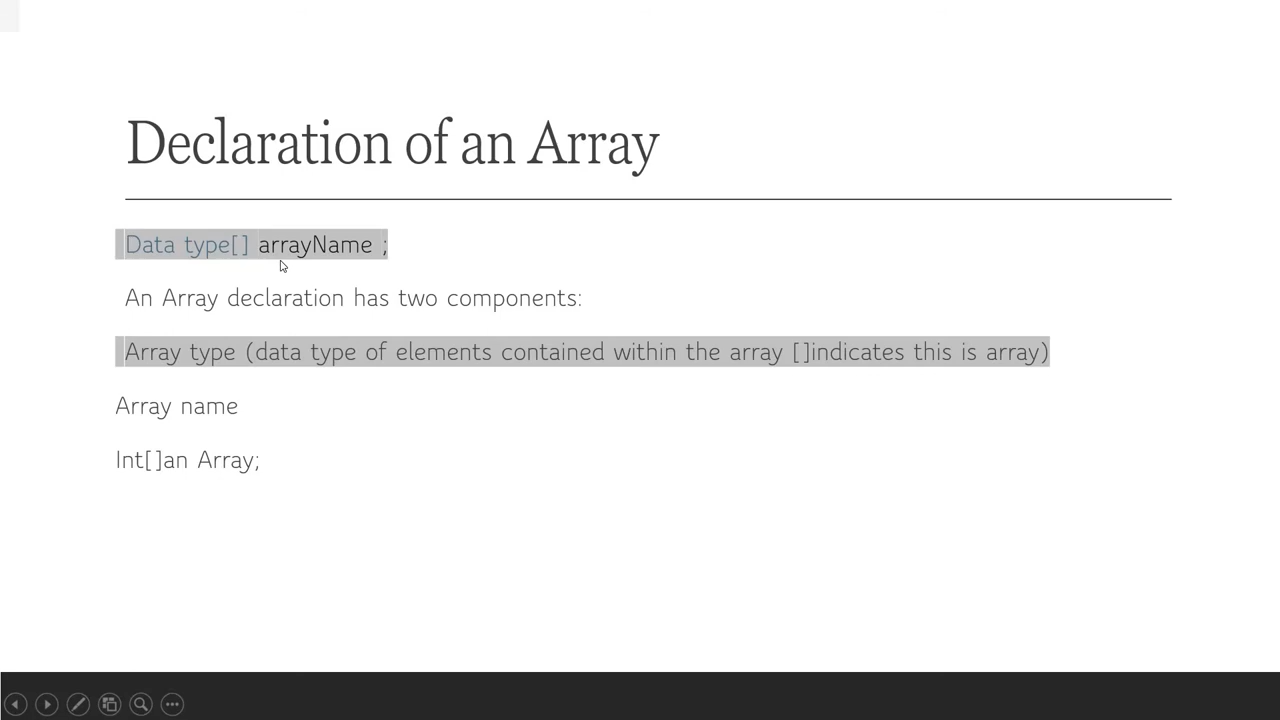 Declaration of an Array
Data type[] arrayName ;
An Array declaration has two components:
Array type (data type of elements contained within the array []indicates this is array)
Array name
Int[]an Array;